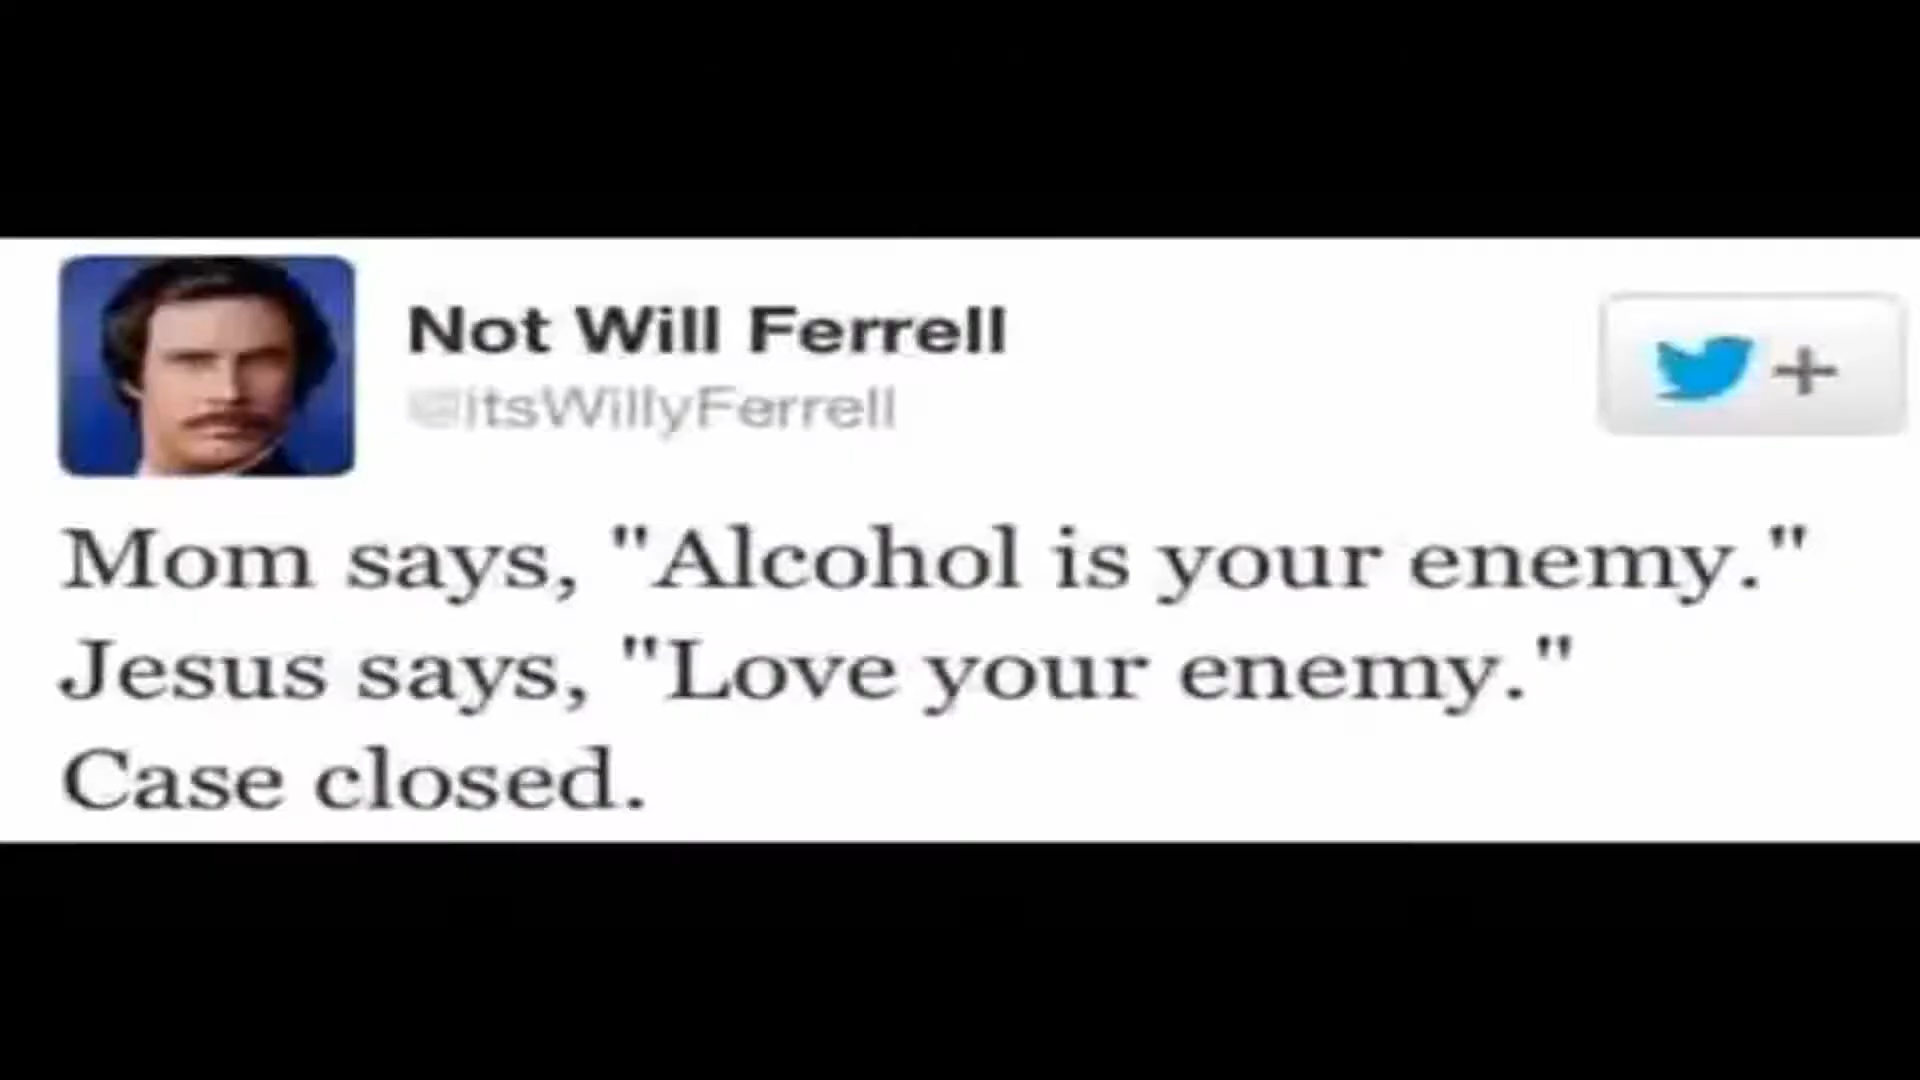 Not Will Ferrell
@itsWillyFerrell
Mom says, "Alcohol is your enemy."
Jesus says, "Love your enemy."
Case closed.